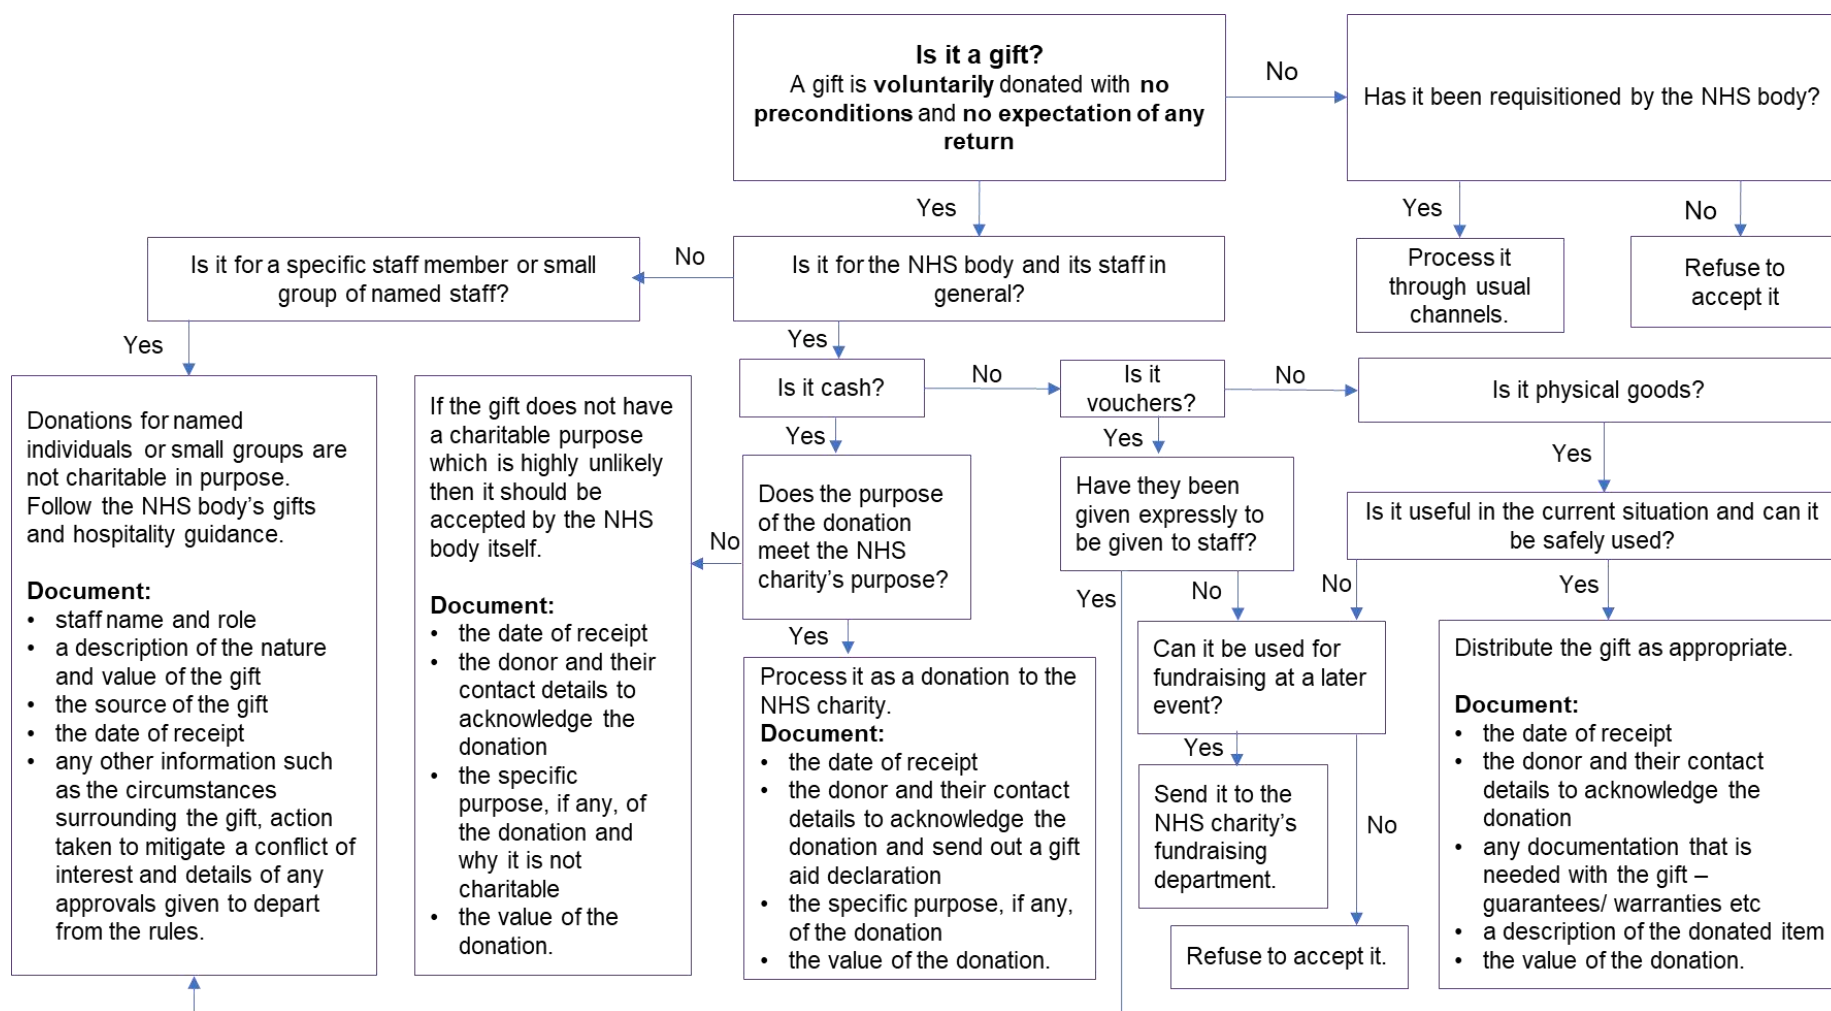 Is it a gift?
A gift is voluntarily donated with no
preconditions and no expectation of any
return
No
Has it been requisitioned by the NHS body?
Yes
Yes
No
Is it for a specific staff member or small
group of named staff?
No
Is it for the NHS body and its staff in
general?
Process it
through usual
channels.
Refuse to
accept it
Yes
Yes
Is it cash?
No
Is it
vouchers?
No
Is it physical goods?
Donations for named
individuals or small groups are
not charitable in purpose.
Follow the NHS body's gifts
and hospitality guidance.
Document:
• staff name and role
• a description of the nature
and value of the gift
• the source of the gift
• the date of receipt
• any other information such
as the circumstances
surrounding the gift, action
taken to mitigate a conflict of
interest and details of any
approvals given to depart
from the rules.
If the gift does not have
a charitable purpose
which is highly unlikely
then it should be
accepted by the NHS
body itself.
Document:
• the date of receipt
• the donor and their
contact details to
acknowledge the
donation
• the specific
purpose, if any, of
the donation and
why it is not
charitable
• the value of the
donation.
Yes
Does the purpose
of the donation
meet the NHS
charity's purpose?
No
Yes
Process it as a donation to the
NHS charity.
Document:
• the date of receipt
• the donor and their contact
details to acknowledge the
donation and send out a gift
aid declaration
• the specific purpose, if any,
of the donation
• the value of the donation.
Yes
Have they been
given expressly to
be given to staff?
Yes
No
Yes
Is it useful in the current situation and can it
be safely used?
No
Yes
Can it be used for
fundraising at a later
event?
Yes
Send it to the
NHS charity's
fundraising
department.
No
Refuse to accept it.
Distribute the gift as appropriate.
Document:
• the date of receipt
• the donor and their contact
details to acknowledge the
donation
• any documentation that is
needed with the gift –
guarantees/ warranties etc
• a description of the donated item
• the value of the donation.